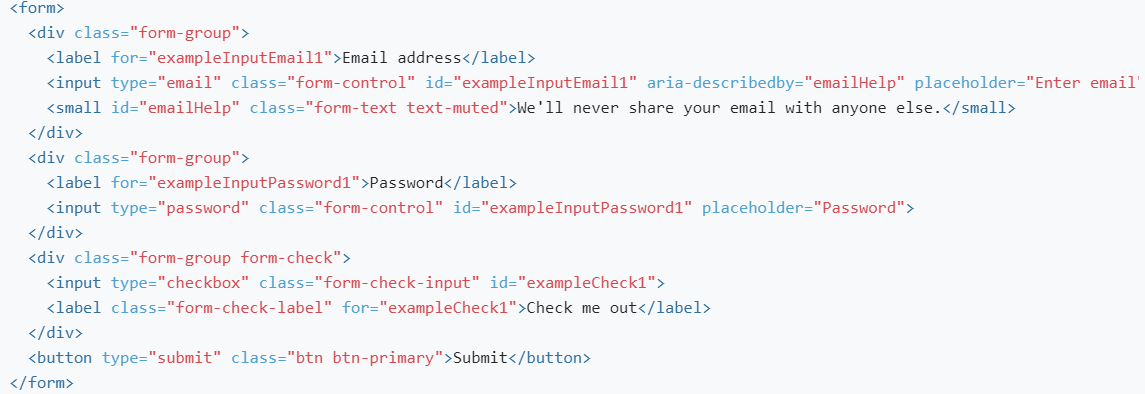 <form>
<div class="form-group">
<label for="exampleInputEmail1">Email address</label>
<input type="email" class="form-control" id="exampleInputEmail1" aria-describedby="emailHelp" placeholder="Enter email"
<small id="emailHelp" class="form-text text-muted">We'll never share your email with anyone else.</small>
</div>
<div class="form-group">
<label for="exampleInputPassword1">Password</label>
<input type="password" class="form-control" id="exampleInputPassword1" placeholder="Password">
</div>
<div class="form-group form-check">
<input type="checkbox" class="form-check-input" id="exampleCheck1">
<label class="form-check-label" for="exampleCheck1">Check me out</label>
</div>
<button type="submit" class="btn btn-primary">Submit</button>
</form>